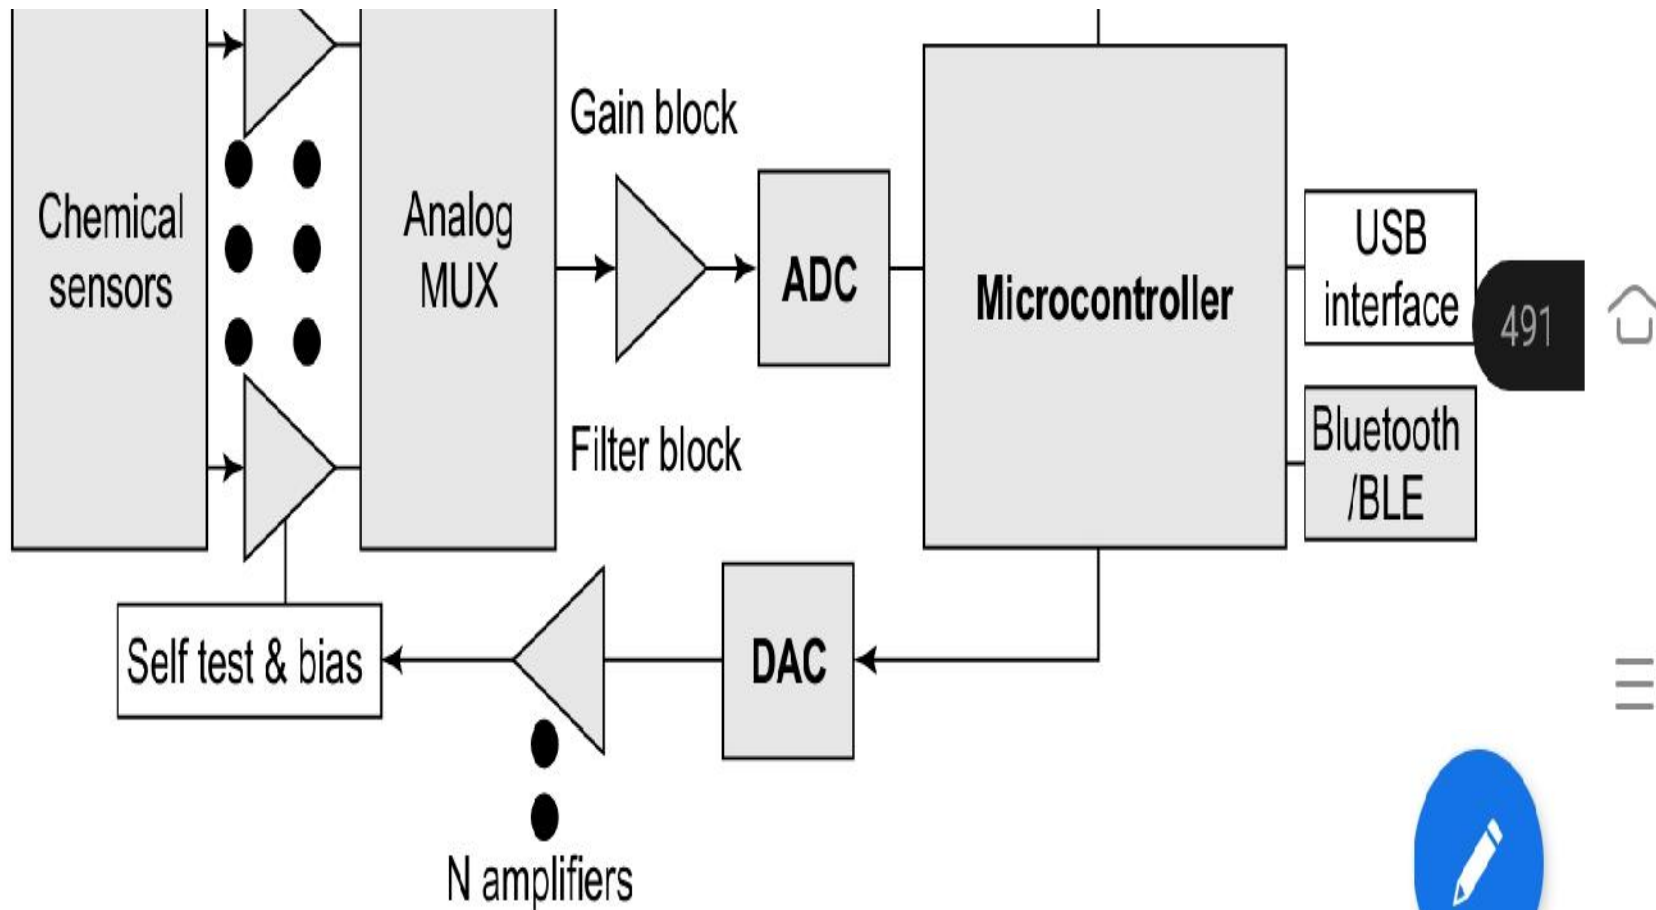 Chemical
sensors
Analog
MUX
Gain block
Filter block
ADC
Microcontroller
USB
interface
Bluetooth
/BLE
491
Self test & bias
DAC
N amplifiers